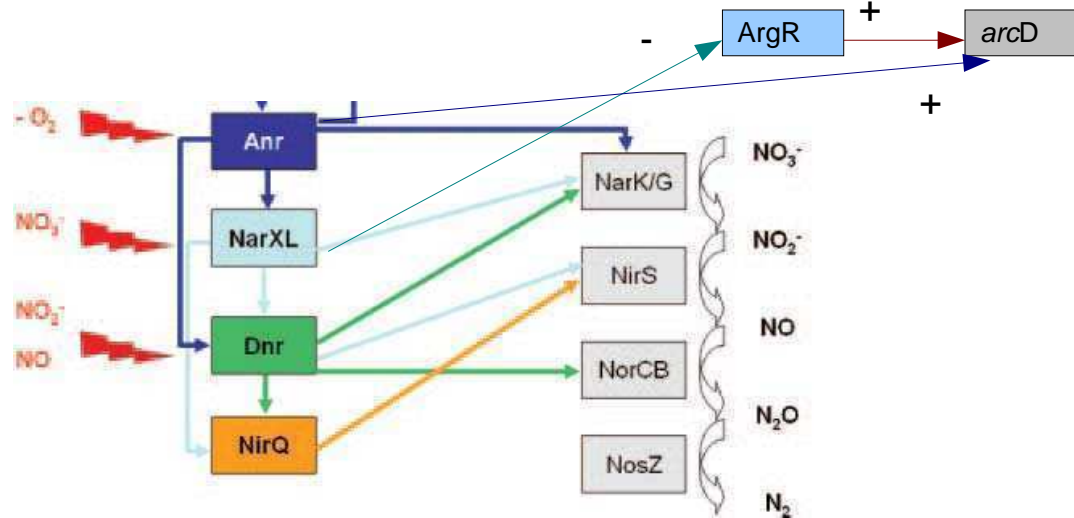 +
- ArgR arcD
+
- O₂
Anr
NO₃⁻
NarK/G
NO₃⁻
NarXL
NO₂⁻
NirS
NO₂⁻
NO
Dnr
NO
NorCB
N₂O
NirQ
NosZ
N₂